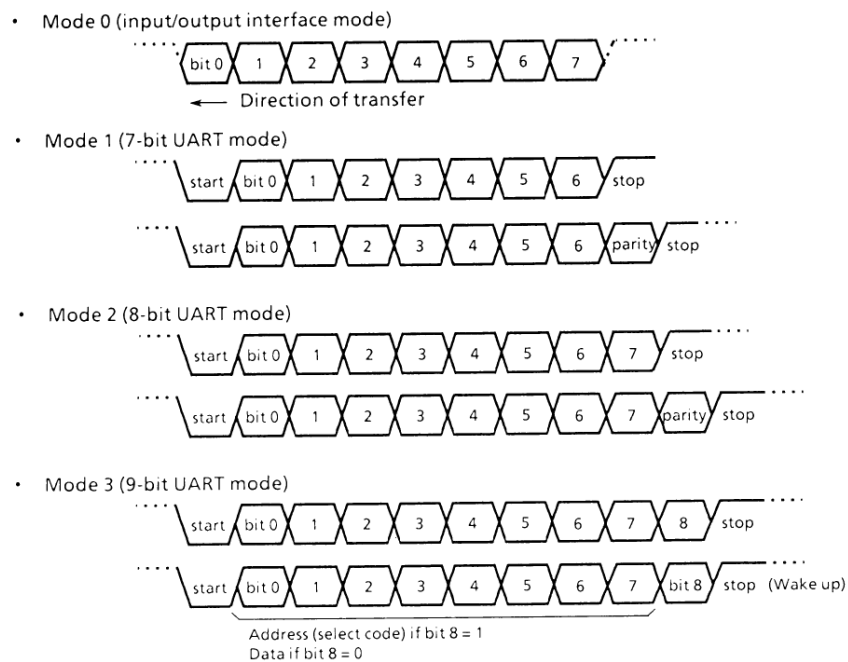 • Mode 0 (input/output interface mode)
bit 0 1 2 3 4 5 6 7
Direction of transfer
• Mode 1 (7-bit UART mode)
start bit 0 1 2 3 4 5 6 stop
start bit 0 1 2 3 4 5 6 parity stop
• Mode 2 (8-bit UART mode)
start bit 0 1 2 3 4 5 6 7 stop
start bit 0 1 2 3 4 5 6 7 parity stop
• Mode 3 (9-bit UART mode)
start bit 0 1 2 3 4 5 6 7 8 stop
start bit 0 1 2 3 4 5 6 7 bit 8 stop (Wake up)
Address (select code) if bit 8 = 1
Data if bit 8 = 0